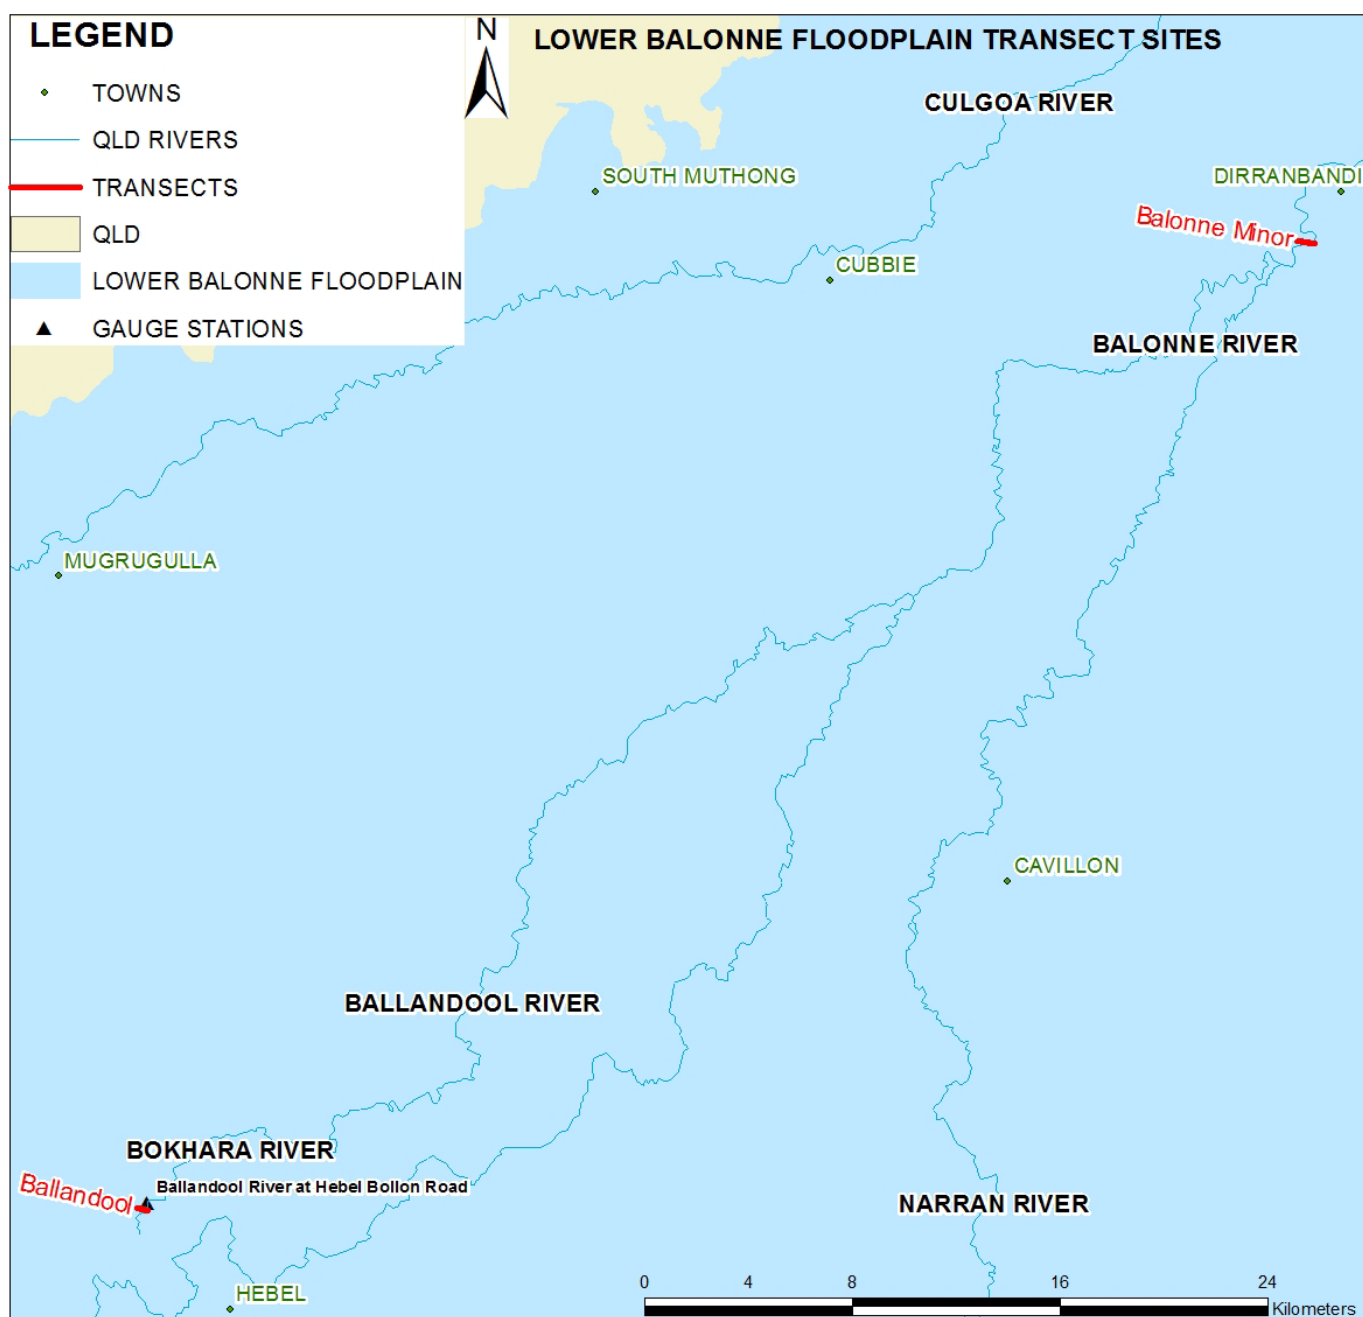 LEGEND
TOWNS
QLD RIVERS
TRANSECTS
QLD
LOWER BALONNE FLOODPLAIN
GAUGE STATIONS
N
LOWER BALONNE FLOODPLAIN TRANSECT SITES
CULGOA RIVER
SOUTH MUTHONG
DIRRANBANDI
Balonne Minor
CUBBIE
BALONNE RIVER
MUGRUGULLA
CAVILLON
BALLANDOOL RIVER
BOKHARA RIVER
Ballandool
Ballandool River at Hebel Bollon Road
NARRAN RIVER
HEBEL
0 4 8 16 24
Kilometers